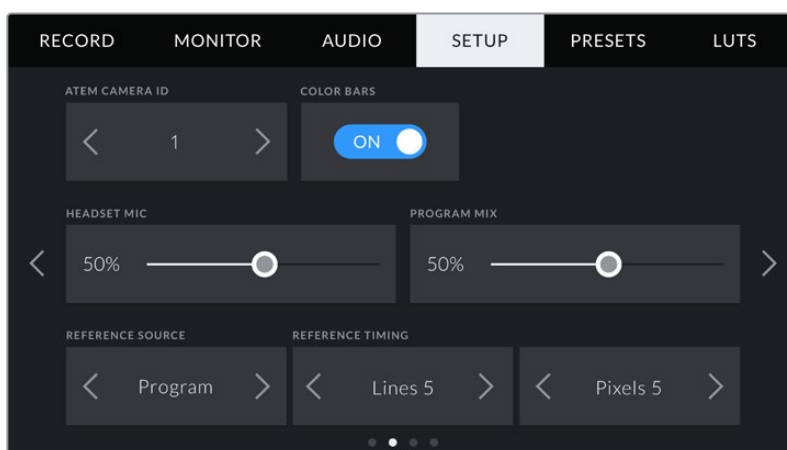 RECORD MONITOR AUDIO SETUP PRESETS LUTS
ATEM CAMERA ID COLOR BARS
1 ON
HEADSET MIC PROGRAM MIX
50% 50%
REFERENCE SOURCE REFERENCE TIMING
Program Lines 5 Pixels 5